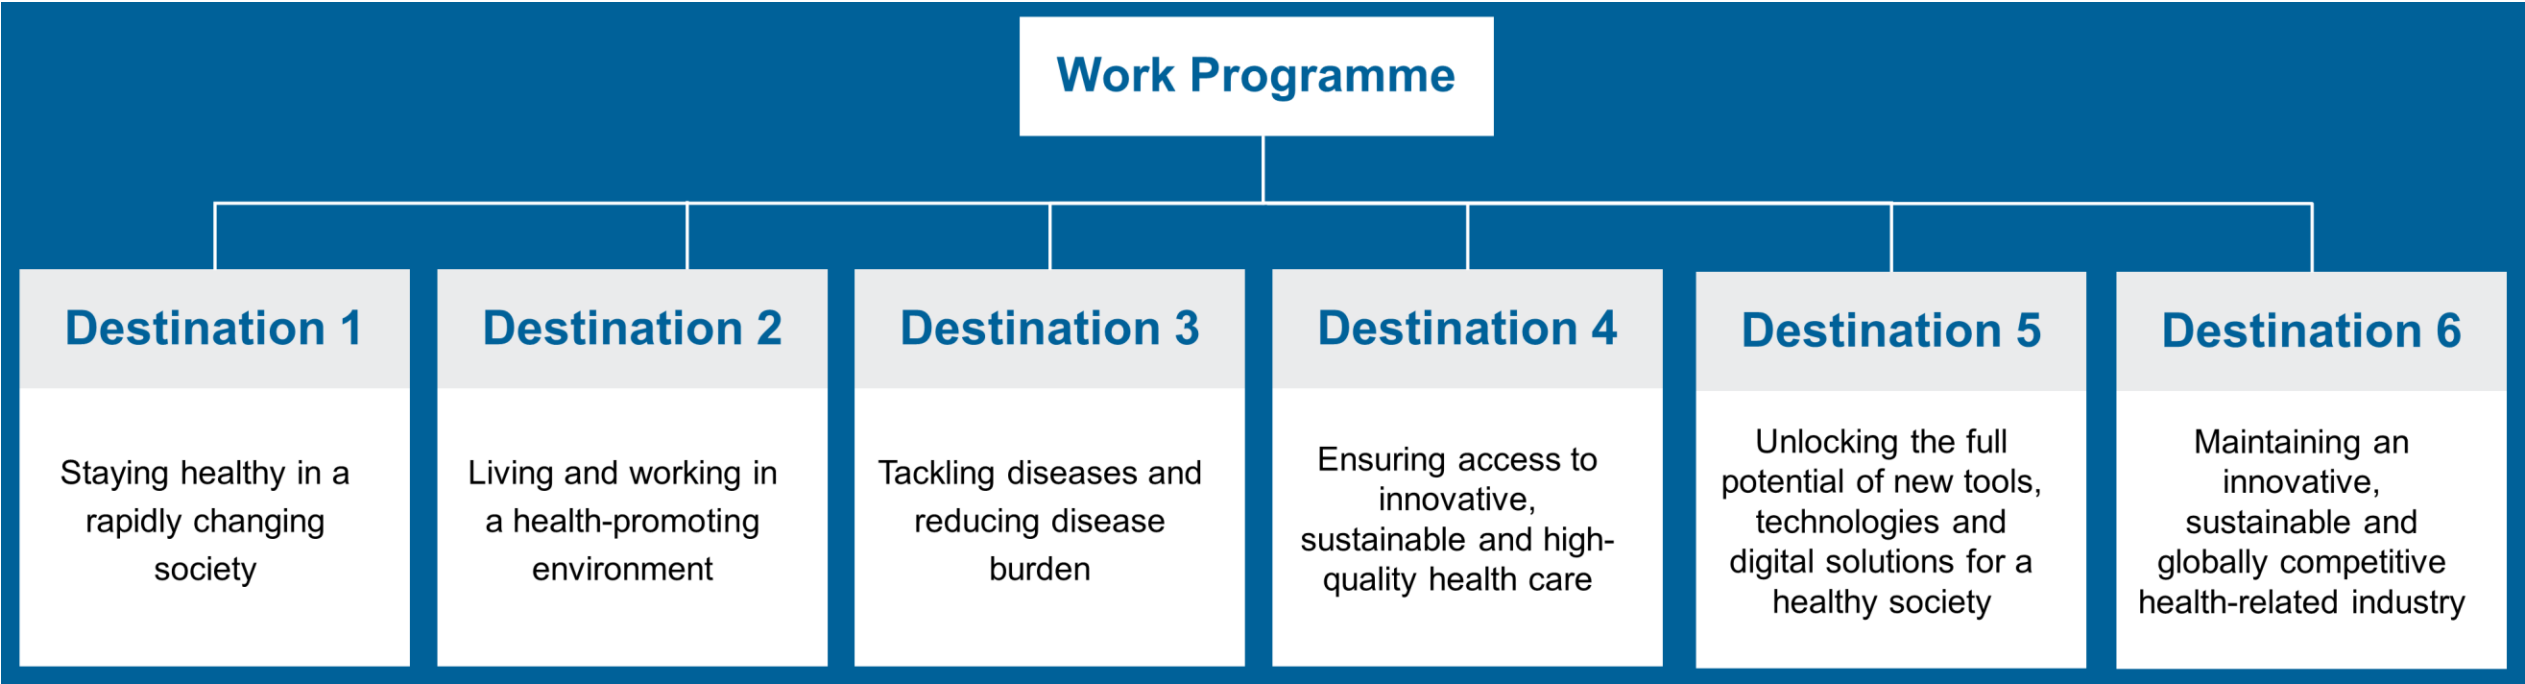 Work Programme
Destination 1
Staying healthy in a
rapidly changing
society
Destination 2
Living and working in
a health-promoting
environment
Destination 3
Tackling diseases and
reducing disease
burden
Destination 4
Ensuring access to
innovative,
sustainable and high-
quality health care
Destination 5
Unlocking the full
potential of new tools,
technologies and
digital solutions for a
healthy society
Destination 6
Maintaining an
innovative,
sustainable and
globally competitive
health-related industry